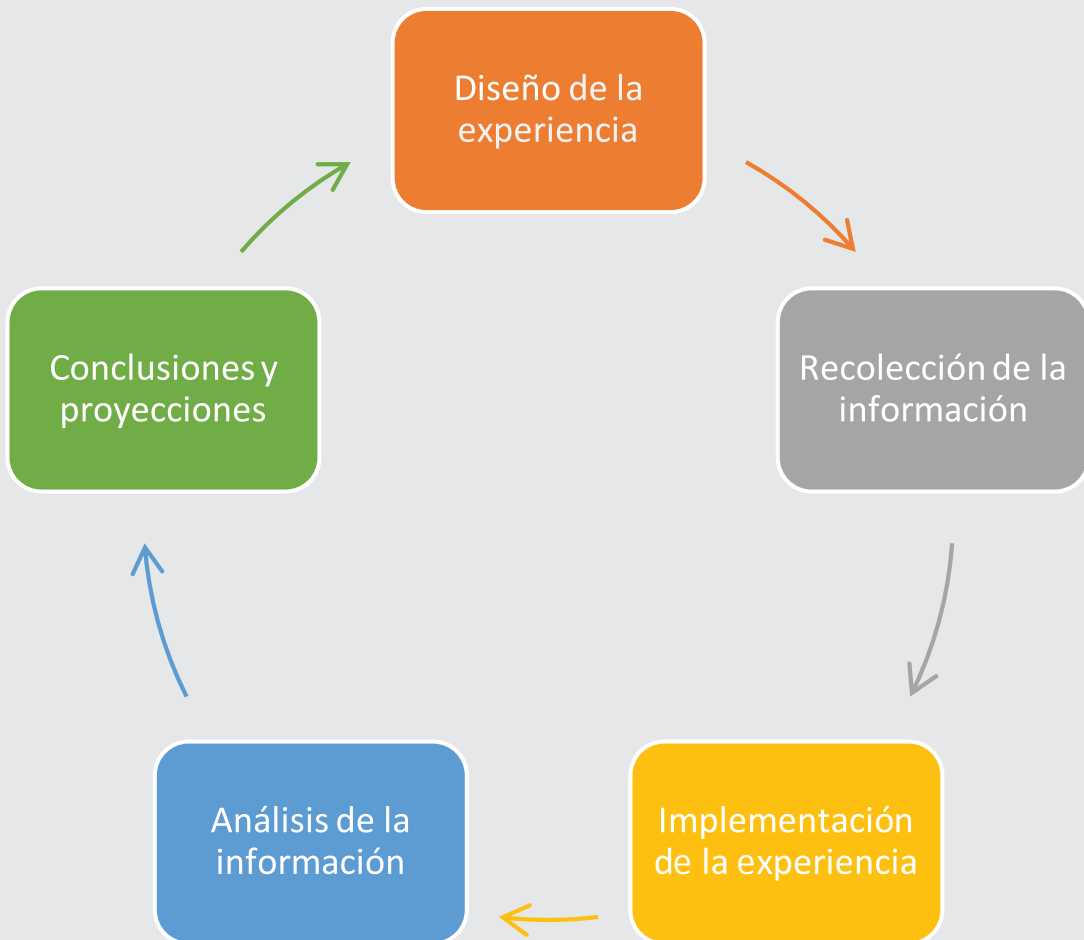 Diseño de la
experiencia
Recolección de la
información
Implementación
de la experiencia
Análisis de la
información
Conclusiones y
proyecciones